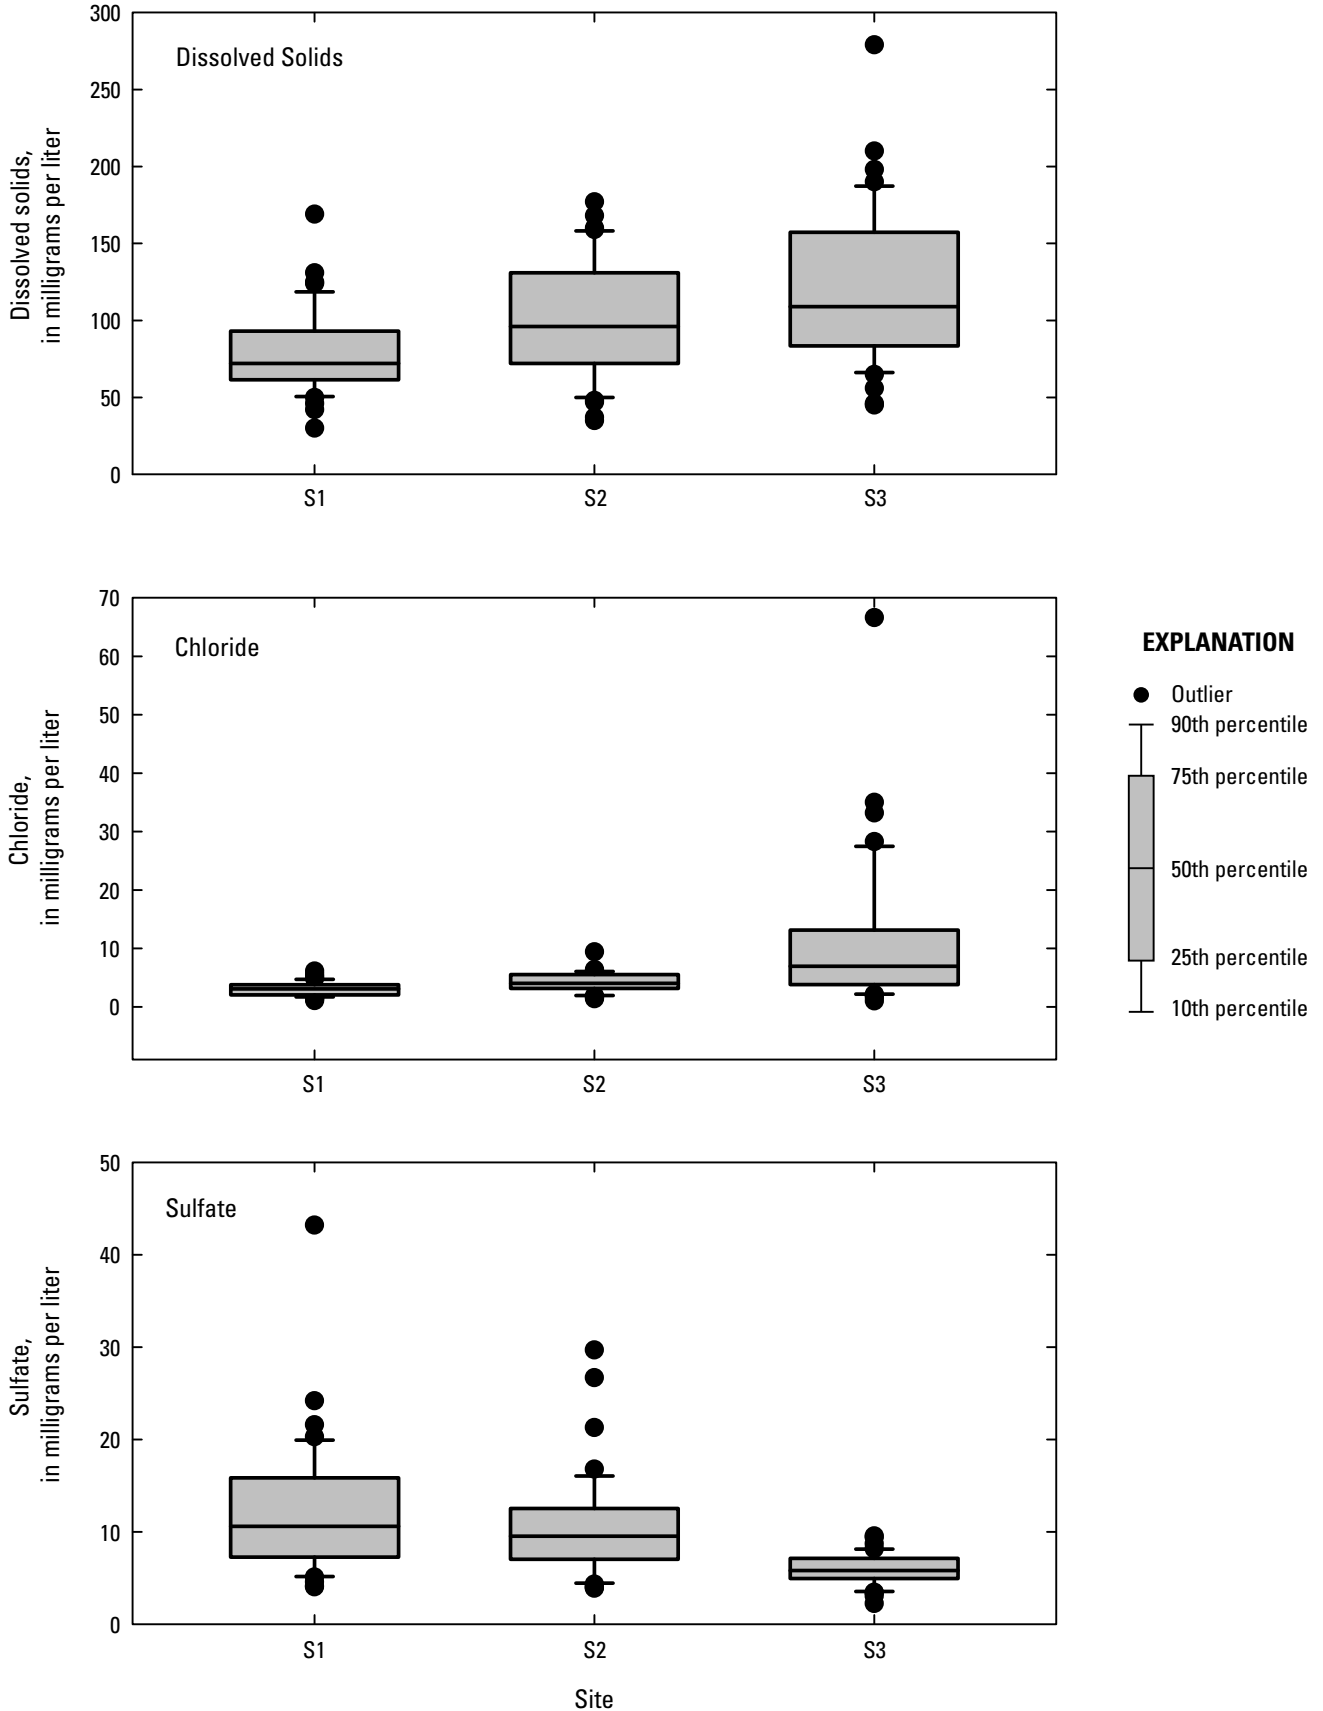 300
250
200
150
100
50
0
Dissolved solids,
in milligrams per liter
Dissolved Solids
S1 S2 S3
70
60
50
40
30
20
10
0
Chloride,
in milligrams per liter
Chloride
S1 S2 S3
EXPLANATION
Outlier
90th percentile
75th percentile
50th percentile
25th percentile
10th percentile
50
40
30
20
10
0
Sulfate,
in milligrams per liter
Sulfate
S1 S2 S3
Site